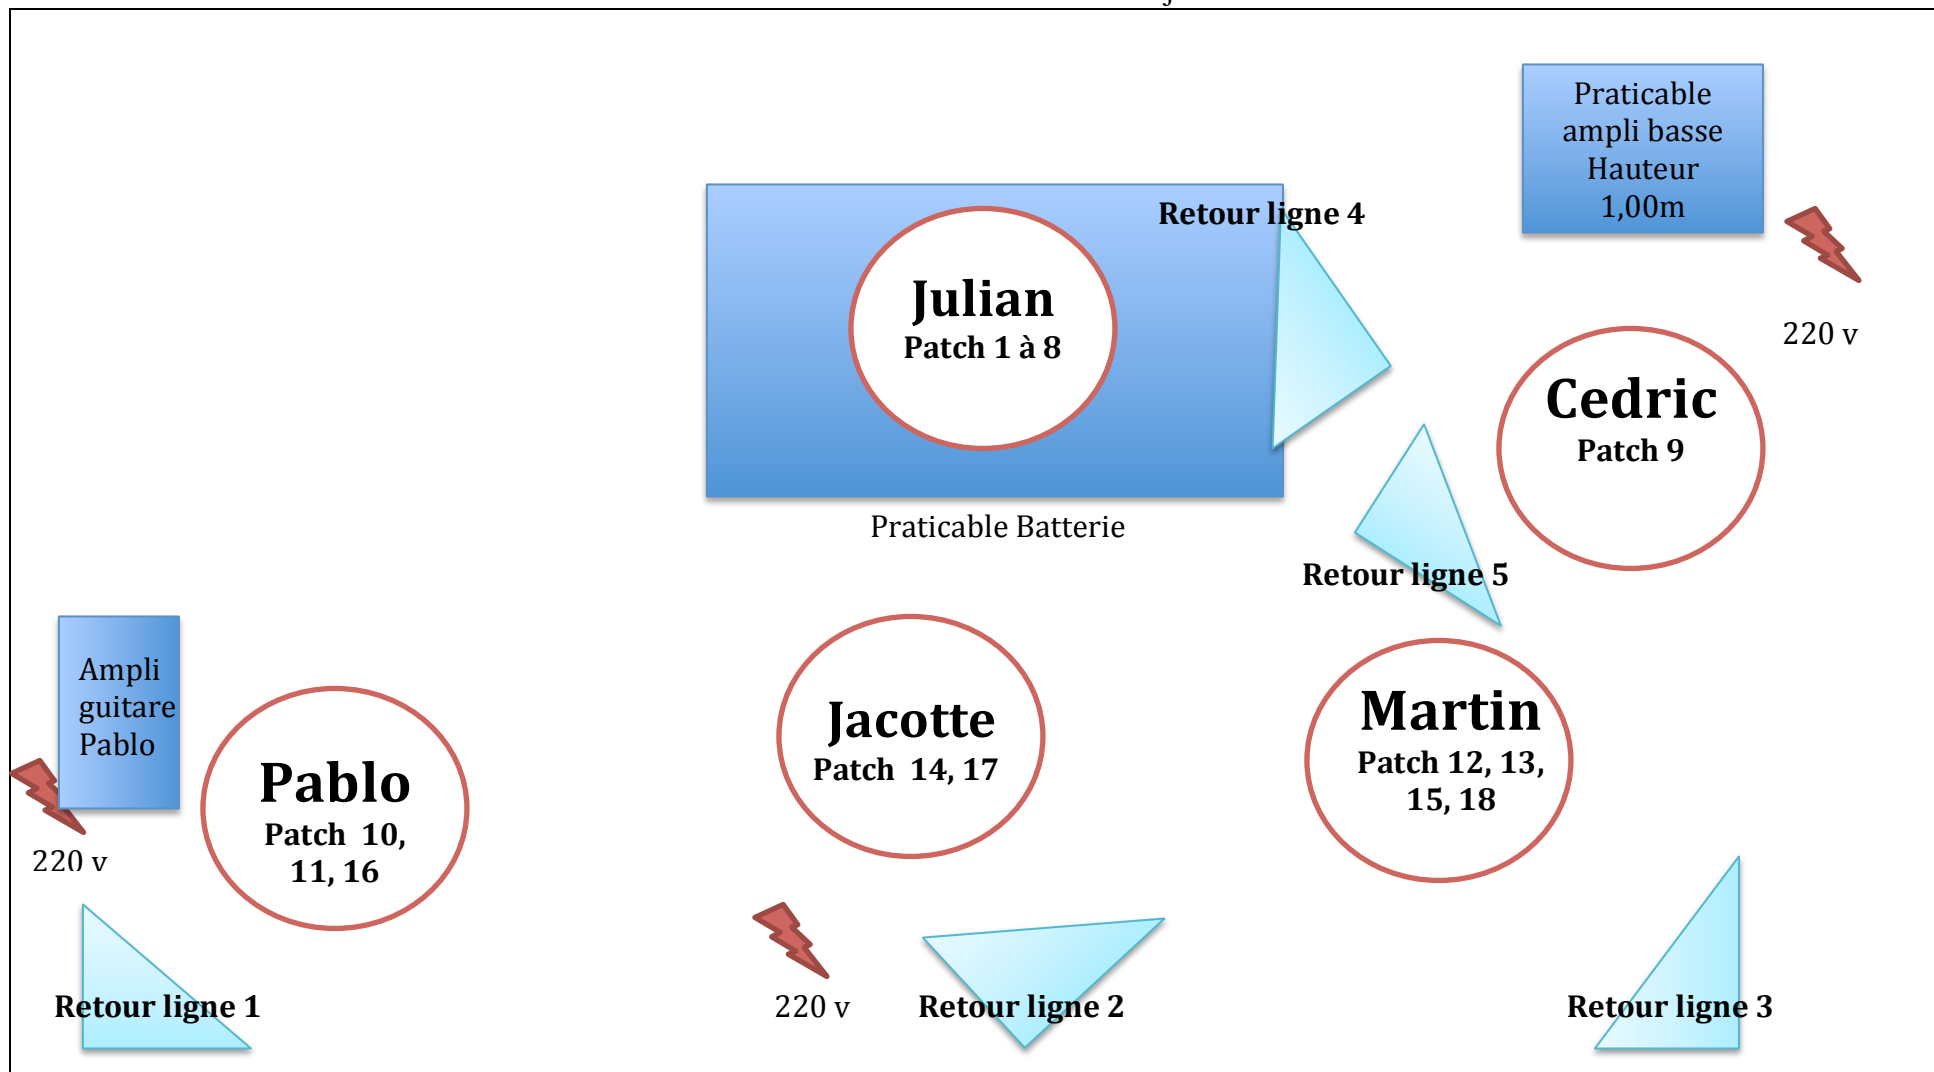 Praticable
ampli basse
Hauteur
1,00m
Retour ligne 4
Julian
Patch 1 à 8
220 v
Cedric
Patch 9
Praticable Batterie
Retour ligne 5
Ampli
guitare
Pablo
Pablo
Patch 10,
11, 16
220 v
Jacotte
Patch 14, 17
Martin
Patch 12, 13,
15, 18
Retour ligne 1
220 v
Retour ligne 2
Retour ligne 3